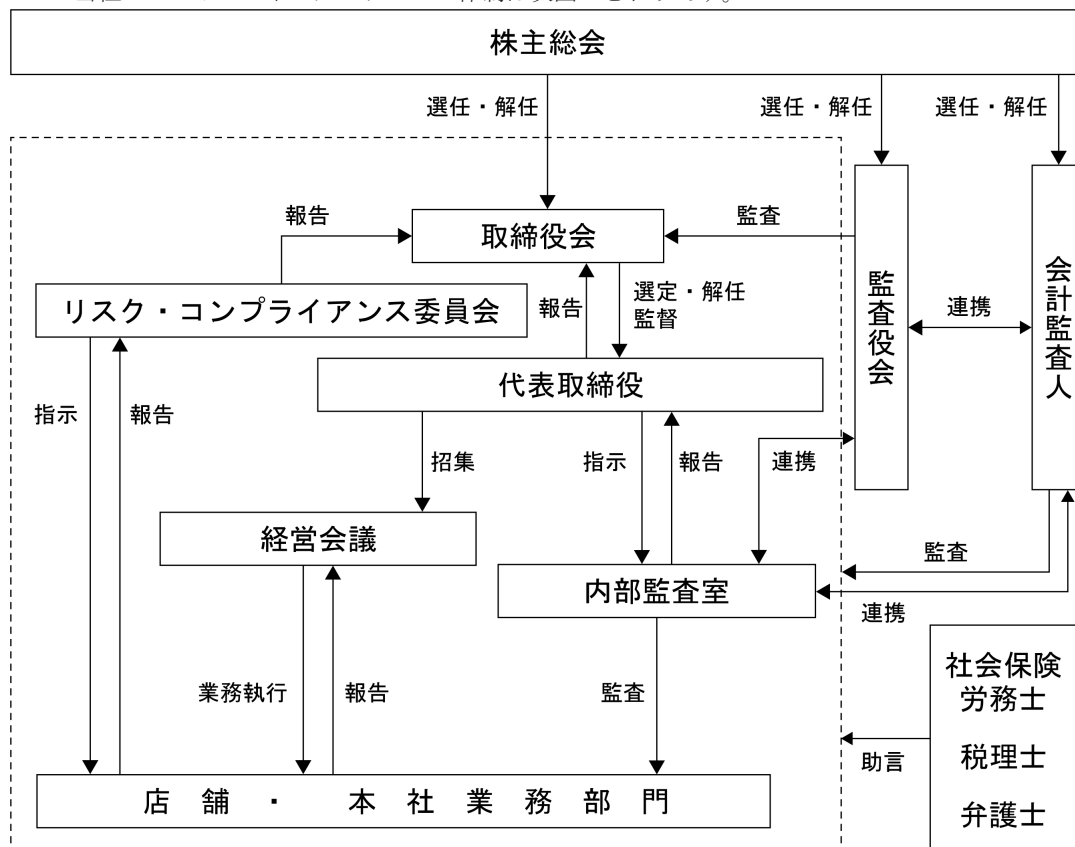 株主総会
選任・解任
選任・解任
選任・解任
報告
取締役会
監査
リスク・コンプライアンス委員会
報告
選定・解任
監督
監査役会
連携
会計監査人
代表取締役
指示
報告
招集
指示
報告
連携
経営会議
監査
内部監査室
連携
業務執行
報告
監査
社会保険
労務士
税理士
弁護士
助言
店舗・本社業務部門